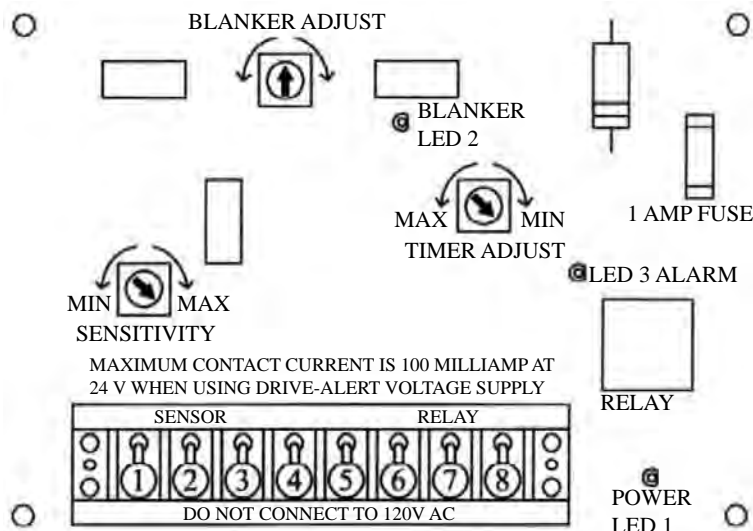 BLANKER ADJUST
BLANKER
LED 2
1 AMP FUSE
MAX
MIN
TIMER ADJUST
LED 3 ALARM
MIN
MAX
SENSITIVITY
MAXIMUM CONTACT CURRENT IS 100 MILLIAMP AT
24 V WHEN USING DRIVE-ALERT VOLTAGE SUPPLY
RELAY
SENSOR
RELAY
1 2 3 4 5 6 7 8
DO NOT CONNECT TO 120V AC
POWER
LED 1